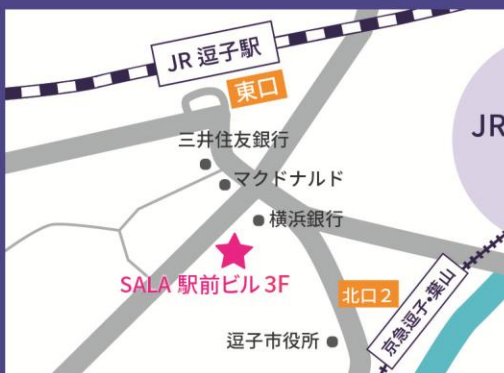 JR 逗子駅
東口
三井住友銀行
マクドナルド
JR
横浜銀行
SALA 駅前ビル 3F
北口2
京急逗子・葉山
逗子市役所